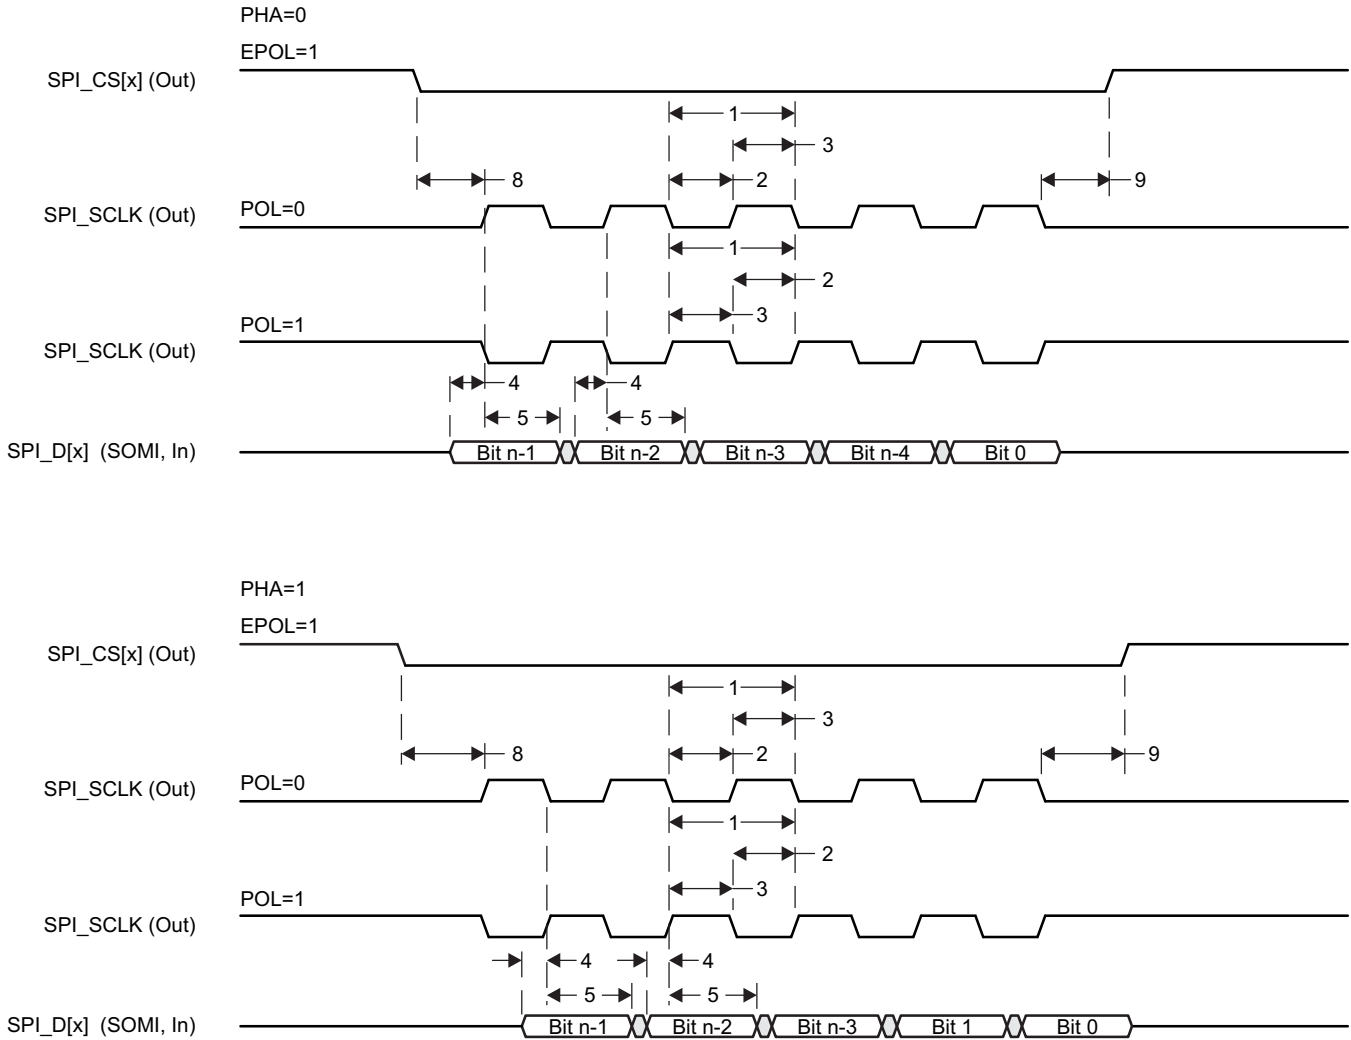 PHA=0
EPOL=1
SPI_CS[x] (Out)
1
3
8
2
9
SPI_SCLK (Out)
POL=0
1
2
3
POL=1
SPI_SCLK (Out)
4
4
5
5
SPI_D[x] (SOMI, In)
Bit n-1
Bit n-2
Bit n-3
Bit n-4
Bit 0
PHA=1
EPOL=1
SPI_CS[x] (Out)
1
3
8
2
9
SPI_SCLK (Out)
POL=0
1
2
3
POL=1
SPI_SCLK (Out)
4
4
5
5
SPI_D[x] (SOMI, In)
Bit n-1
Bit n-2
Bit n-3
Bit 1
Bit 0